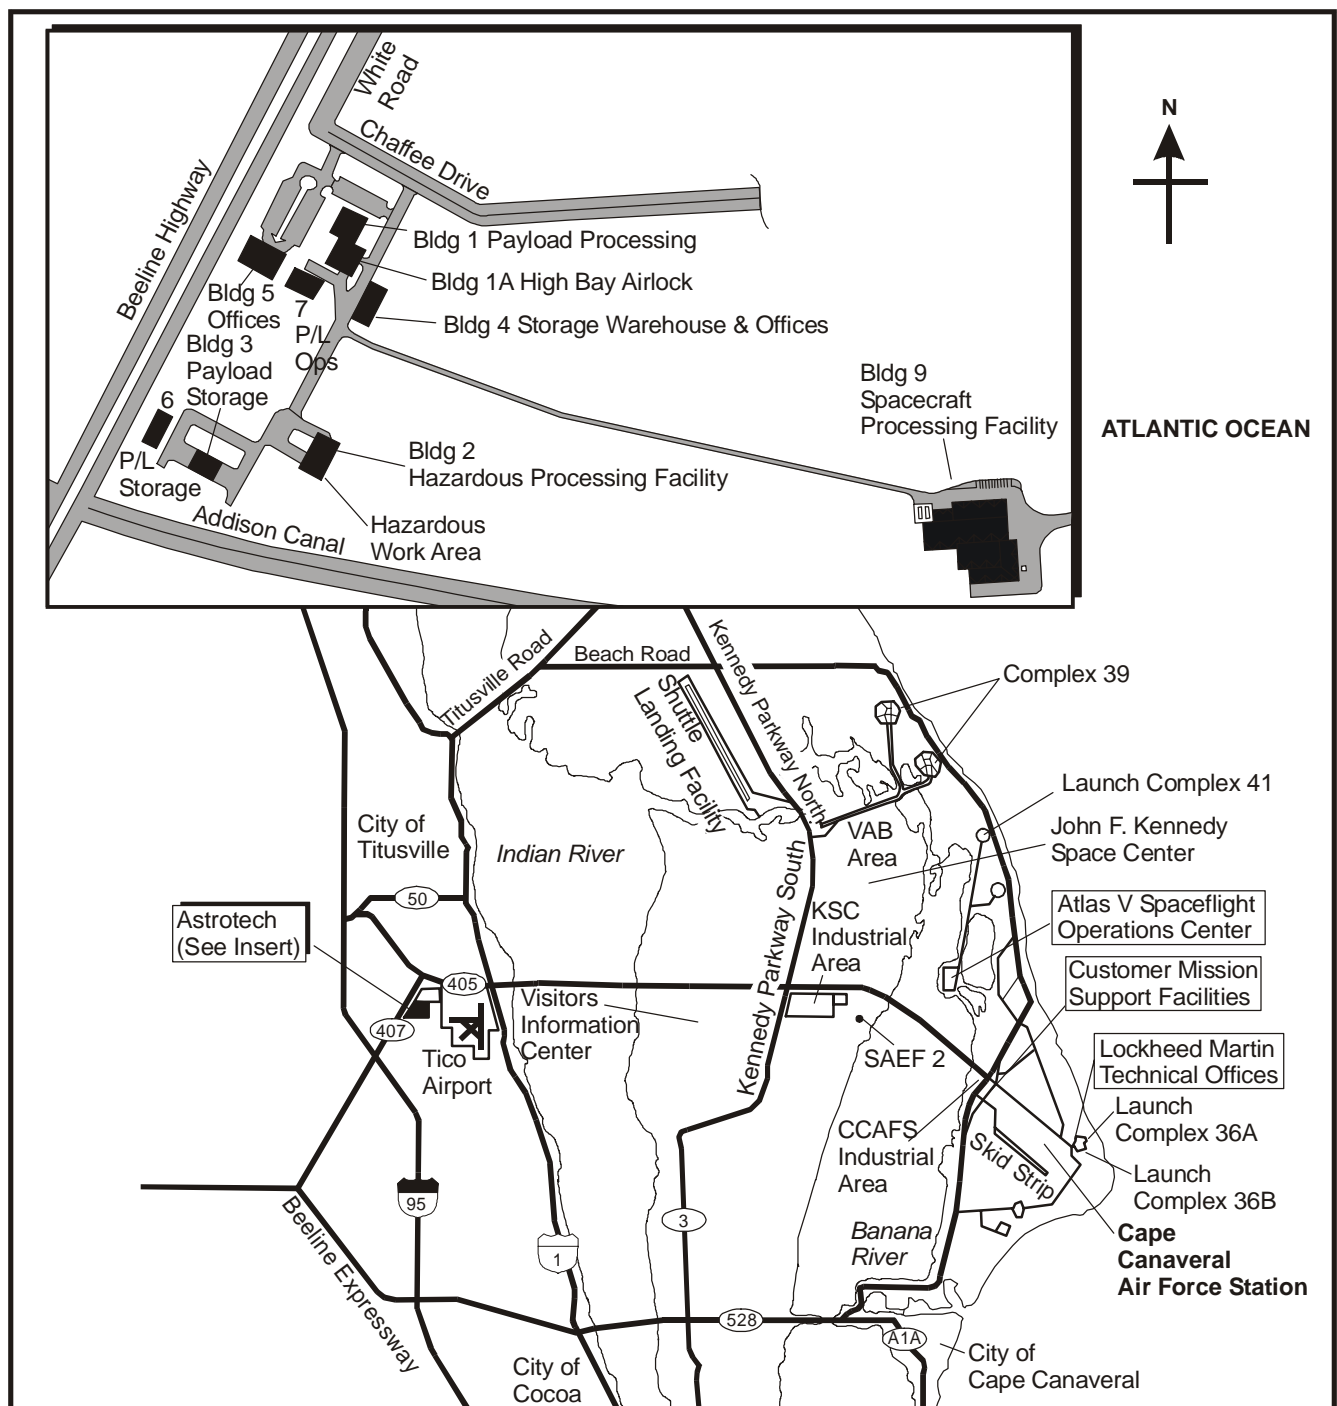 White
Road
Chaffee Drive
Beeline Highway
N
Bldg 1 Payload Processing
Bldg 1A High Bay Airlock
Bldg 5
Offices
7
P/L
Ops
Bldg 4 Storage Warehouse & Offices
Bldg 3
Payload
Storage
6
P/L
Storage
Bldg 9
Spacecraft
Processing Facility
ATLANTIC OCEAN
Bldg 2
Hazardous Processing Facility
Addison Canal
Hazardous
Work Area
Titusville Road
Beach Road
Kennedy Parkway North
Shuttle
Landing Facility
Complex 39
Launch Complex 41
City of
Titusville
Indian River
VAB
Area
John F. Kennedy
Space Center
50
Astrotech
(See Insert)
Kennedy Parkway South
KSC
Industrial
Area
Atlas V Spaceflight
Operations Center
Customer Mission
Support Facilities
405
407
Visitors
Information
Center
Tico
Airport
SAEF 2
Lockheed Martin
Technical Offices
Launch
Complex 36A
CCAFS
Industrial
Area
Skid Strip
Launch
Complex 36B
95
3
1
Banana
River
Cape
Canaveral
Air Force Station
Beeline Expressway
528
A1A
City of
Cocoa
City of
Cape Canaveral